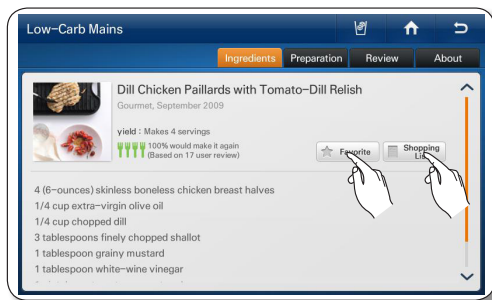 Low-Carb Mains
Ingredients Preparation Review About
Dill Chicken Paillards with Tomato-Dill Relish
Gourmet, September 2009
yield : Makes 4 servings
100% would make it again
(Based on 17 user review)
Favorite
Shopping
List
4 (6-ounces) skinless boneless chicken breast halves
1/4 cup extra-virgin olive oil
1/4 cup chopped dill
3 tablespoons finely chopped shallot
1 tablespoon grainy mustard
1 tablespoon white-wine vinegar